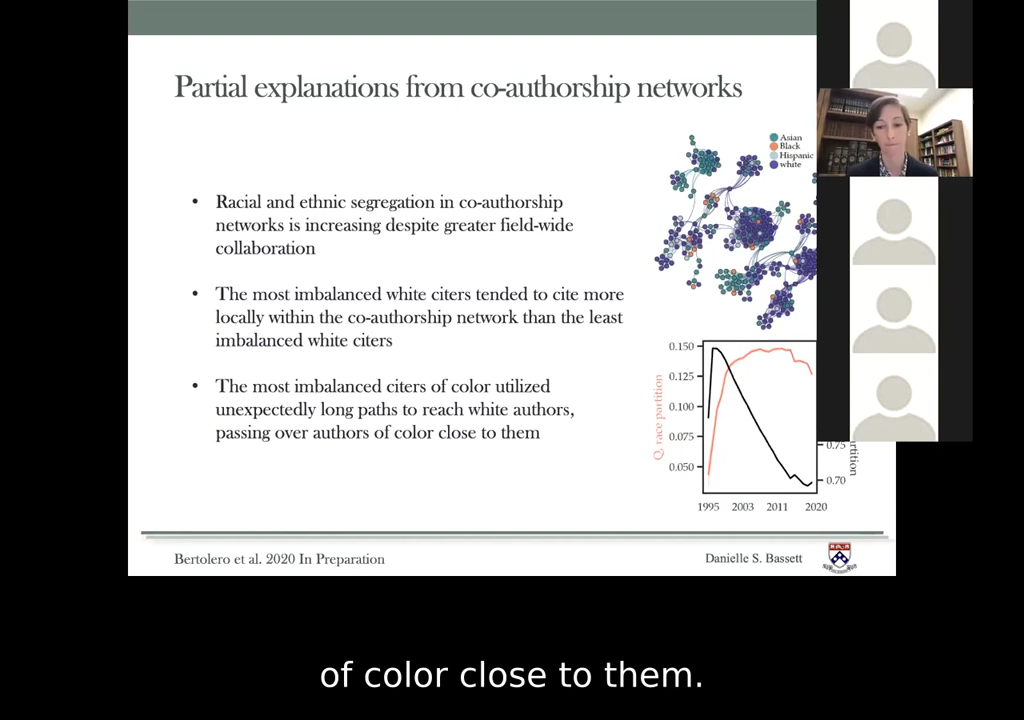 Partial explanations from co-authorship networks
Asian
Black
Hispanic
white
• Racial and ethnic segregation in co-authorship
networks is increasing despite greater field-wide
collaboration
• The most imbalanced white citers tended to cite more
locally within the co-authorship network than the least
imbalanced white citers
• The most imbalanced citers of color utilized
unexpectedly long paths to reach white authors,
passing over authors of color close to them
0.150
0.125
0.100
0.075
0.050
Q, race partition
0.75
0.70
rtition
1995 2003 2011 2020
Bertolero et al. 2020 In Preparation
Danielle S. Bassett
of color close to them.